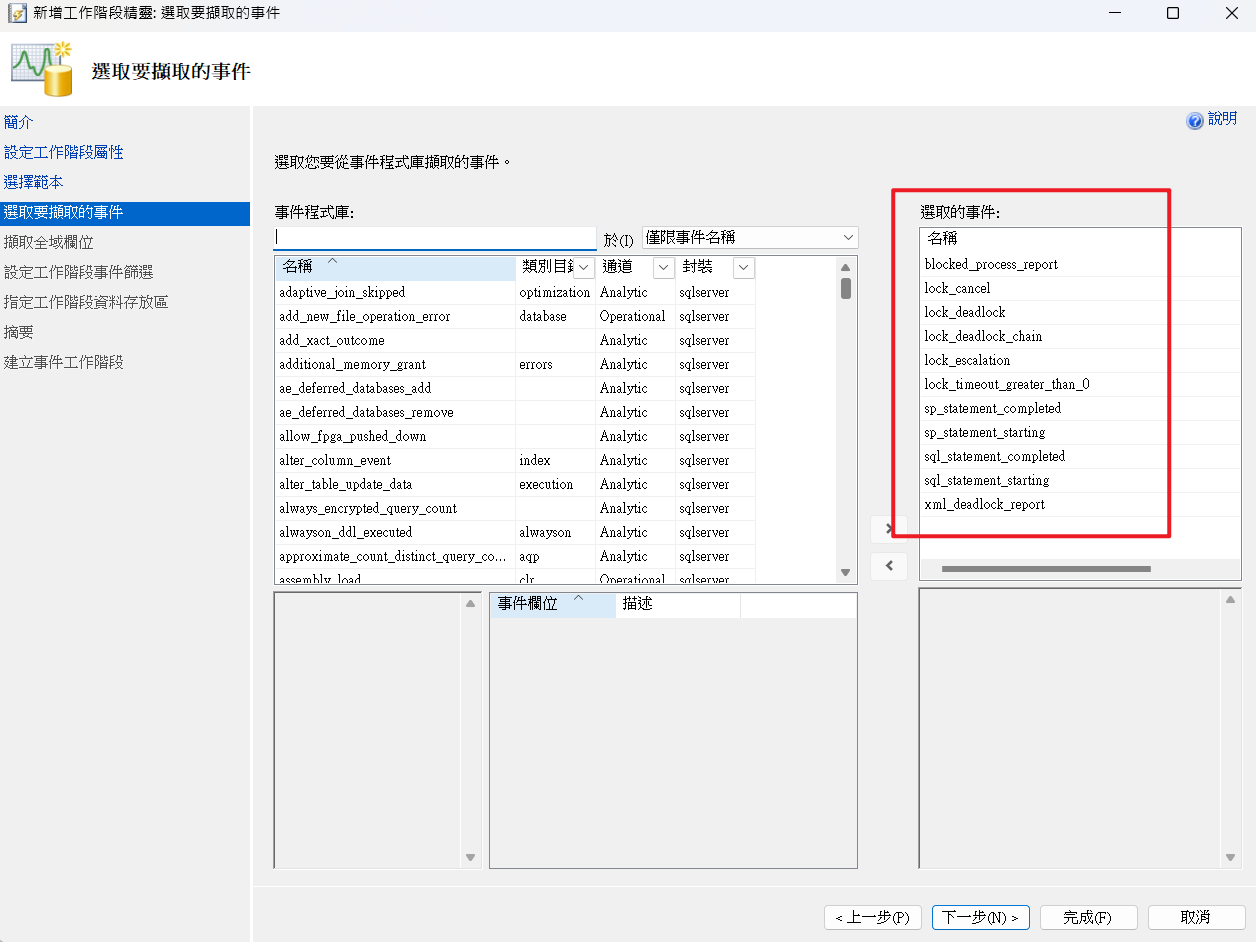 新增工作階段精靈: 選取要擷取的事件
選取要擷取的事件
簡介
設定工作階段屬性
選擇範本
選取要擷取的事件
擷取全域欄位
設定工作階段事件篩選
指定工作階段資料存放區
摘要
建立事件工作階段
說明
選取您要從事件程式庫擷取的事件。
事件程式庫:
於(I) 僅限事件名稱
名稱 類別目錄 通道 封裝
adaptive_join_skipped optimization Analytic sqlserver
add_new_file_operation_error database Operational sqlserver
add_xact_outcome Analytic sqlserver
additional_memory_grant errors Analytic sqlserver
ae_deferred_databases_add Analytic sqlserver
ae_deferred_databases_remove Analytic sqlserver
allow_fpga_pushed_down Analytic sqlserver
alter_column_event index Analytic sqlserver
alter_table_update_data execution Analytic sqlserver
always_encrypted_query_count Analytic sqlserver
alwayson_ddl_executed alwayson Analytic sqlserver
approximate_count_distinct_query_co... aqp Analytic sqlserver
assembly_load clr Operational sqlserver
選取的事件:
名稱
blocked_process_report
lock_cancel
lock_deadlock
lock_deadlock_chain
lock_escalation
lock_timeout_greater_than_0
sp_statement_completed
sp_statement_starting
sql_statement_completed
sql_statement_starting
xml_deadlock_report
事件欄位 描述
< 上一步(P) 下一步(N) > 完成(F) 取消